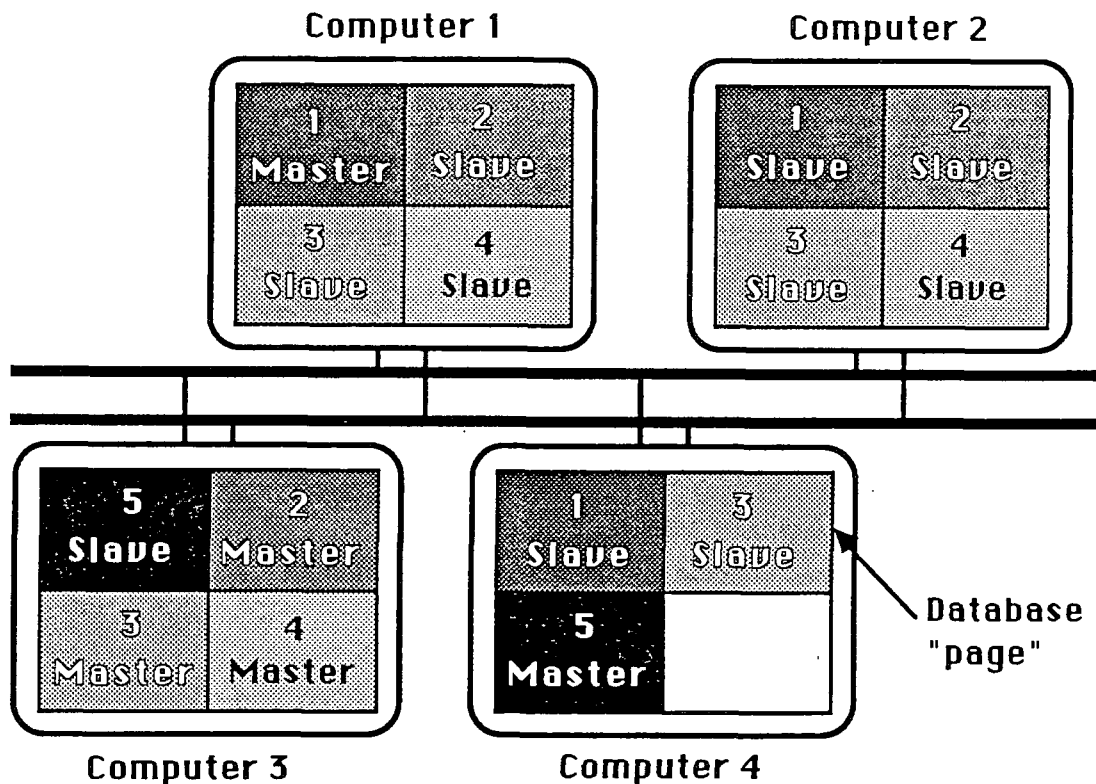 Computer 1
Computer 2
1
Master
2
Slave
3
Slave
4
Slave
1
Slave
2
Slave
3
Slave
4
Slave
5
Slave
2
Master
3
Master
4
Master
1
Slave
3
Slave
5
Master
Database
"page"
Computer 3
Computer 4